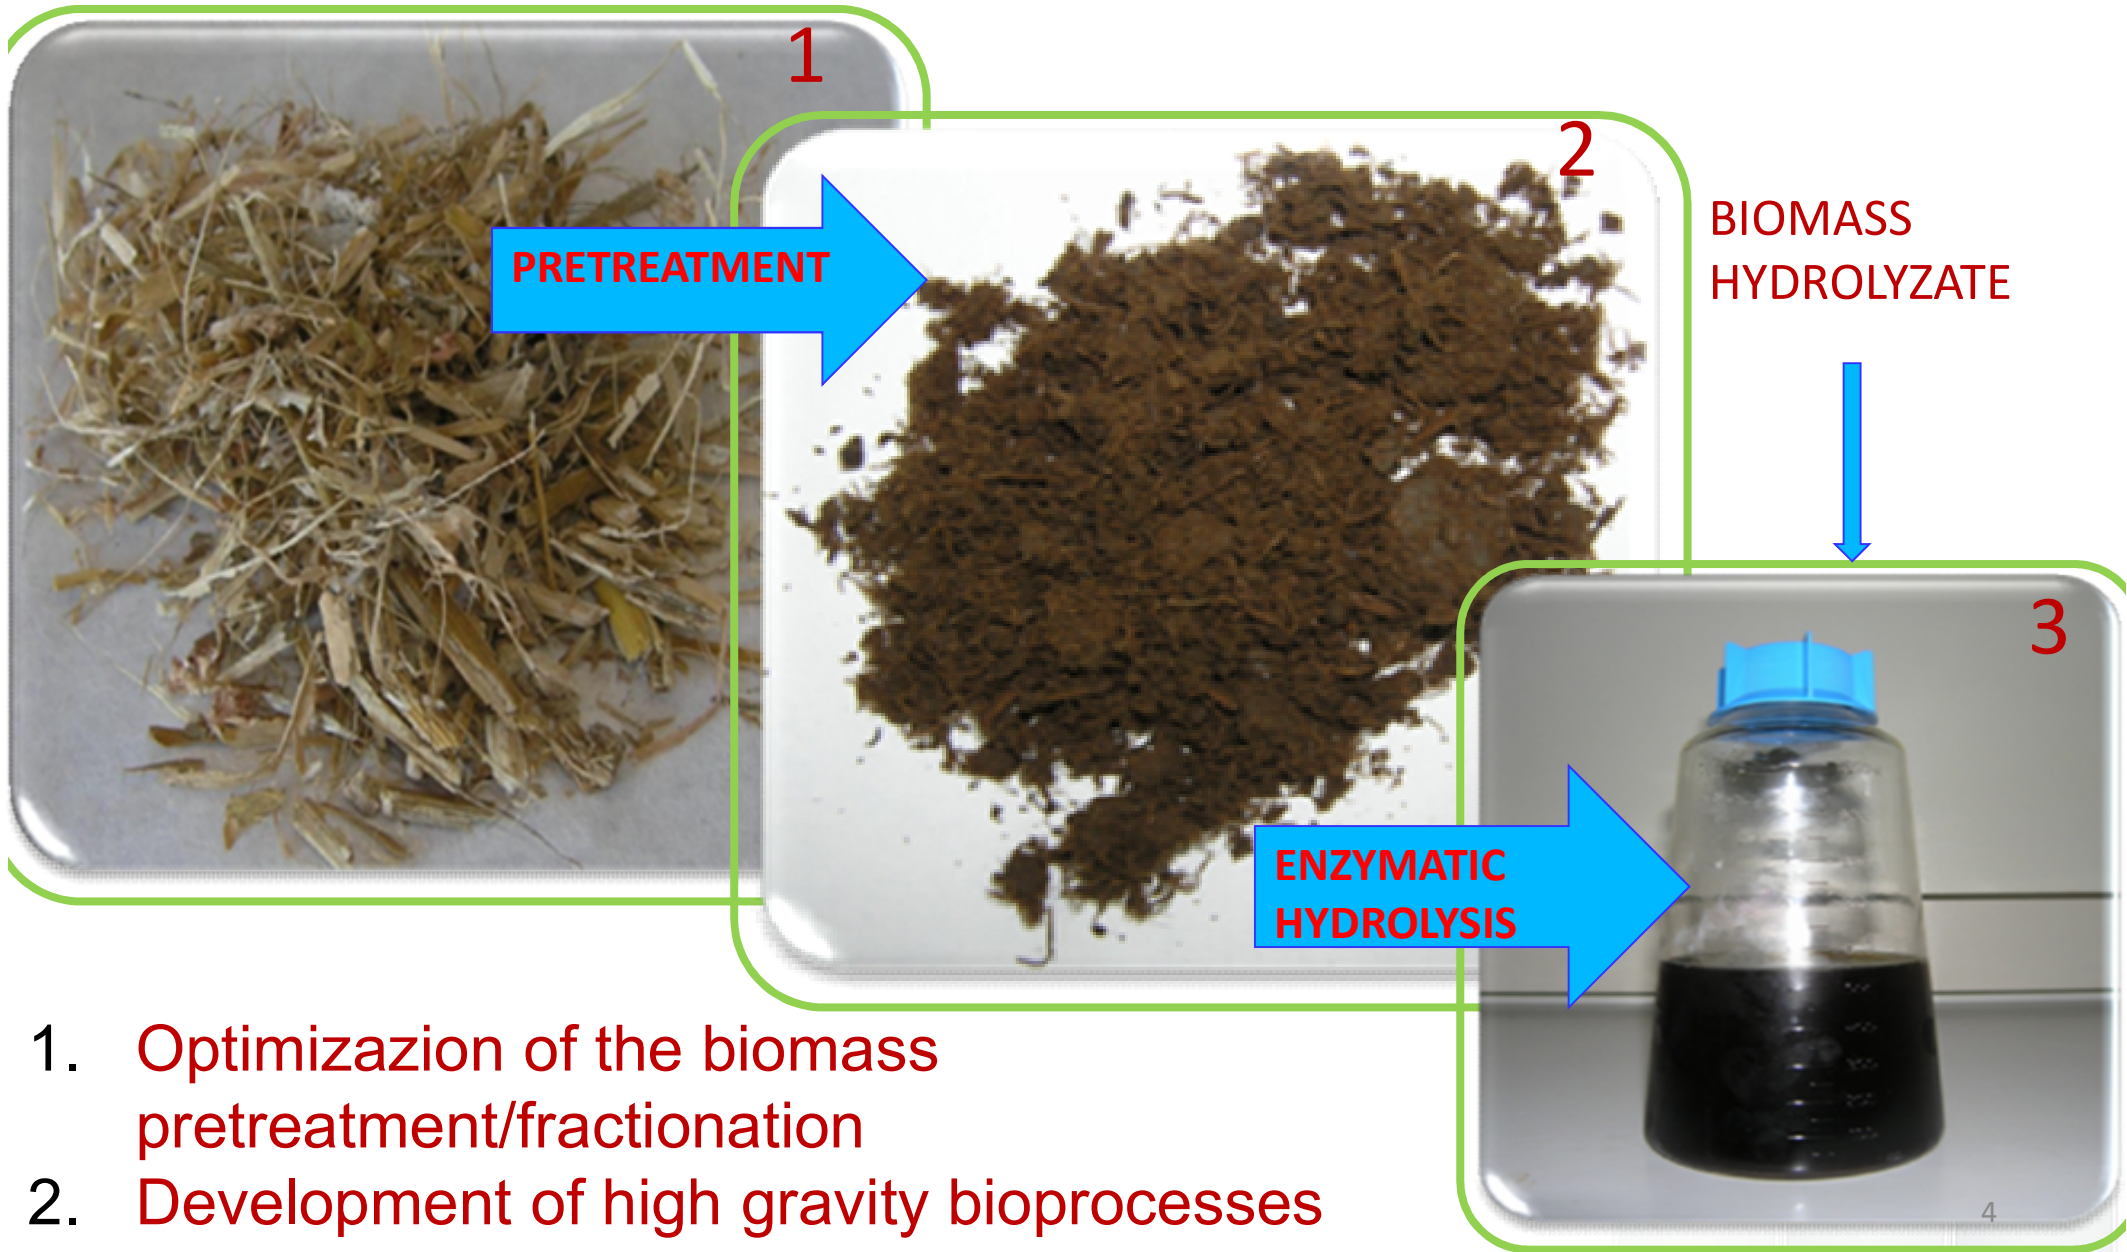 1
2
PRETREATMENT
BIOMASS
HYDROLYZATE
3
ENZYMATIC
HYDROLYSIS
1. Optimizazion of the biomass
pretreatment/fractionation
2. Development of high gravity bioprocesses
4